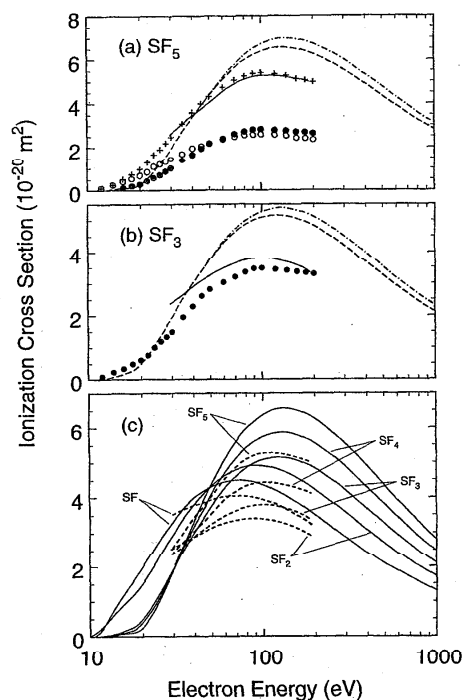 Ionization Cross Section (10⁻²⁰ m²)
8
(a) SF₅
6
4
2
0
(b) SF₃
4
2
0
(c)
SF₅
SF₄
6
SF₃
SF
4
2
SF₂
0
10
100
1000
Electron Energy (eV)